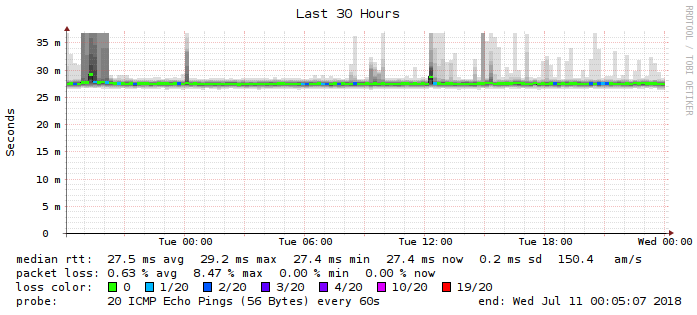 Last 30 Hours
RRDTOOL / TOBI OETIKER
Seconds
35 m
30 m
25 m
20 m
15 m
10 m
5 m
0
Tue 00:00 Tue 06:00 Tue 12:00 Tue 18:00 Wed 00:00
median rtt: 27.5 ms avg 29.2 ms max 27.4 ms min 27.4 ms now 0.2 ms sd 150.4 am/s
packet loss: 0.63 % avg 8.47 % max 0.00 % min 0.00 % now
loss color: 0 1/20 2/20 3/20 4/20 10/20 19/20
probe: 20 ICMP Echo Pings (56 Bytes) every 60s end: Wed Jul 11 00:05:07 2018